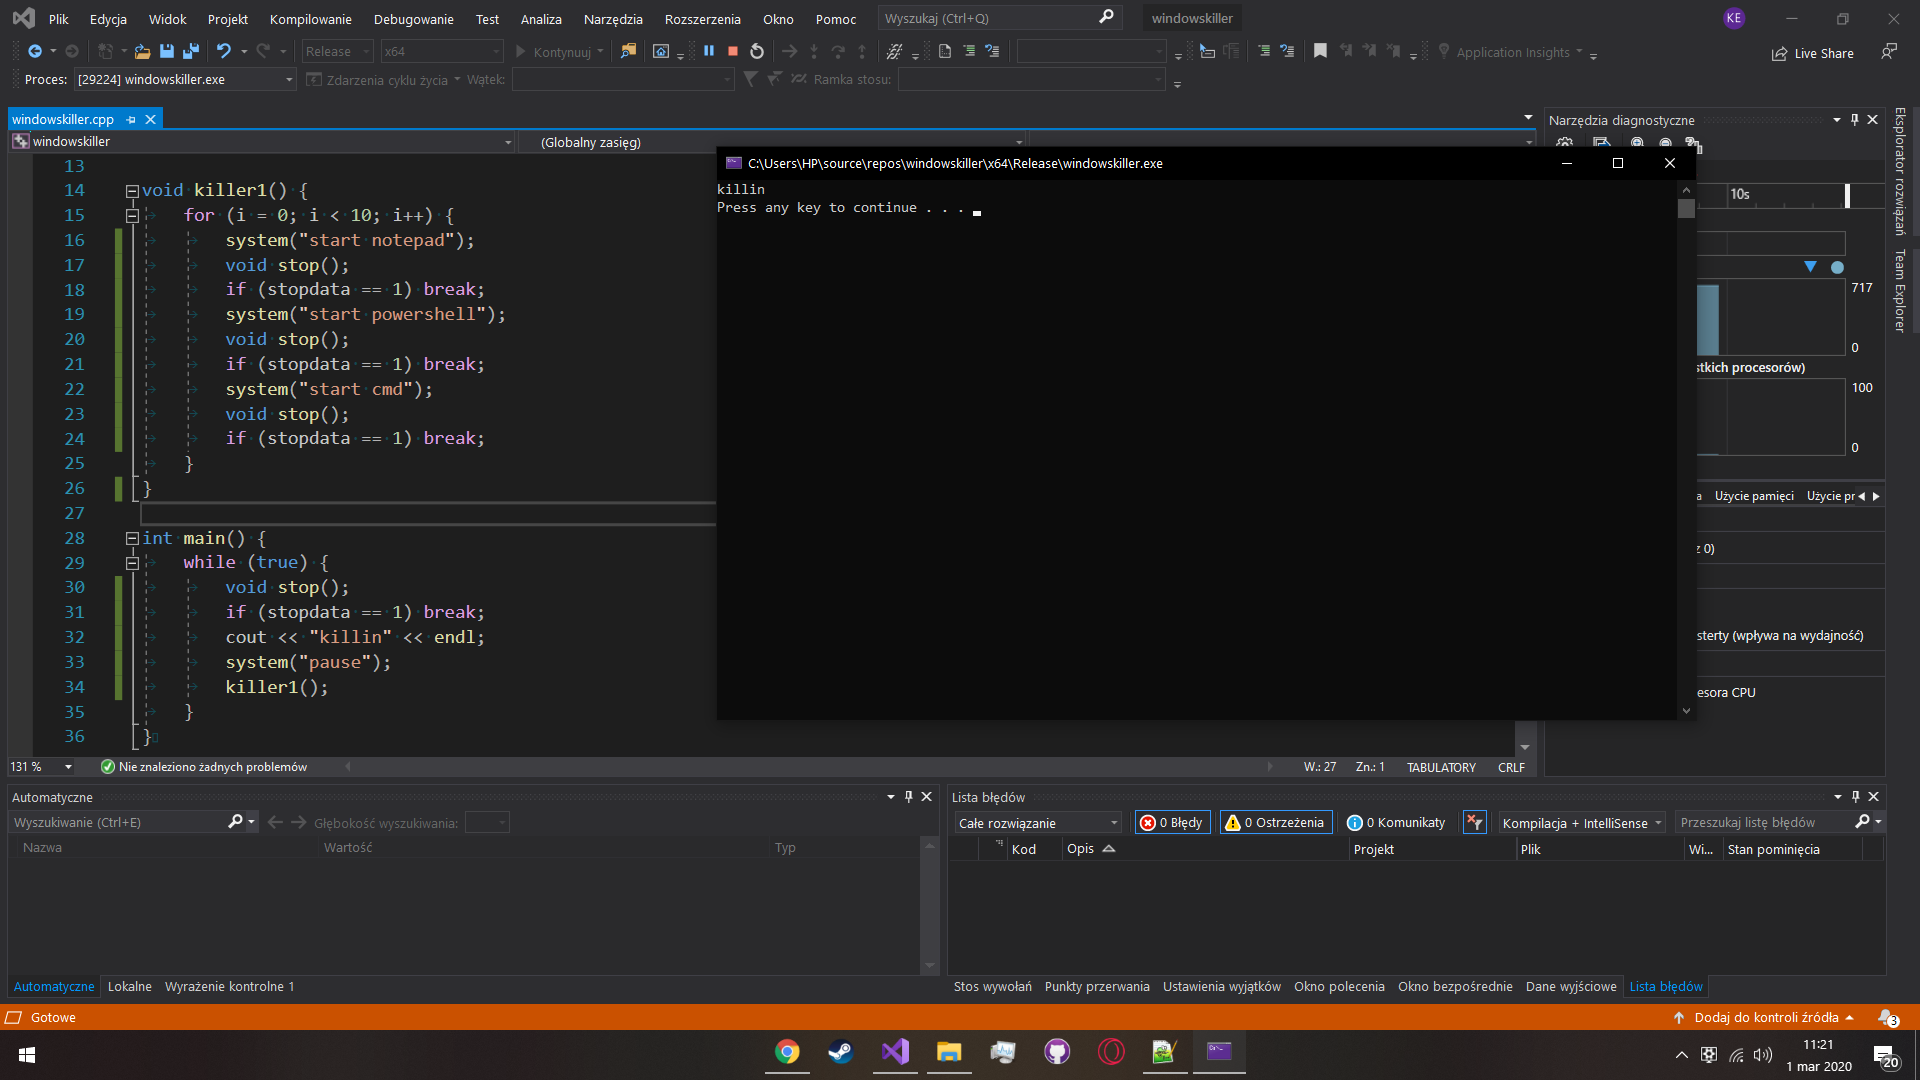 Plik Edycja Widok Projekt Kompilowanie Debugowanie Test Analiza Narzędzia Rozszerzenia Okno Pomoc Wyszukaj (Ctrl+Q) windowskiller KE
Release x64 Kontynuuj Application Insights Live Share
Proces: [29224] windowskiller.exe Zdarzenia cyklu życia Wątek: Ramka stosu:
windowskiller.cpp
windowskiller (Globalny zasięg)
13
14 void killer1() {
15 for (i = 0; i < 10; i++) {
16 system("start notepad");
17 void stop();
18 if (stopdata == 1) break;
19 system("start powershell");
20 void stop();
21 if (stopdata == 1) break;
22 system("start cmd");
23 void stop();
24 if (stopdata == 1) break;
25 }
26 }
27
28 int main() {
29 while (true) {
30 void stop();
31 if (stopdata == 1) break;
32 cout << "killin" << endl;
33 system("pause");
34 killer1();
35 }
36 }
131 % Nie znaleziono żadnych problemów W.: 27 Zn.: 1 TABULATORY CRLF
C:\Users\HP\source\repos\windowskiller\x64\Release\windowskiller.exe
killin
Press any key to continue . . .
Narzędzia diagnostyczne
10s
717
0
stkich procesorów)
100
0
a Użycie pamięci Użycie pr
z 0)
sterty (wpływa na wydajność)
esora CPU
Eksplorator rozwiązań
Team Explorer
Automatyczne
Wyszukiwanie (Ctrl+E) Głębokość wyszukiwania:
Nazwa Wartość Typ
Automatyczne Lokalne Wyrażenie kontrolne 1
Lista błędów
Całe rozwiązanie 0 Błędy 0 Ostrzeżenia 0 Komunikaty Kompilacja + IntelliSense Przeszukaj listę błędów
Kod Opis Projekt Plik Wi... Stan pominięcia
Stos wywołań Punkty przerwania Ustawienia wyjątków Okno polecenia Okno bezpośrednie Dane wyjściowe Lista błędów
Gotowe Dodaj do kontroli źródła 3
11:21
1 mar 2020
20